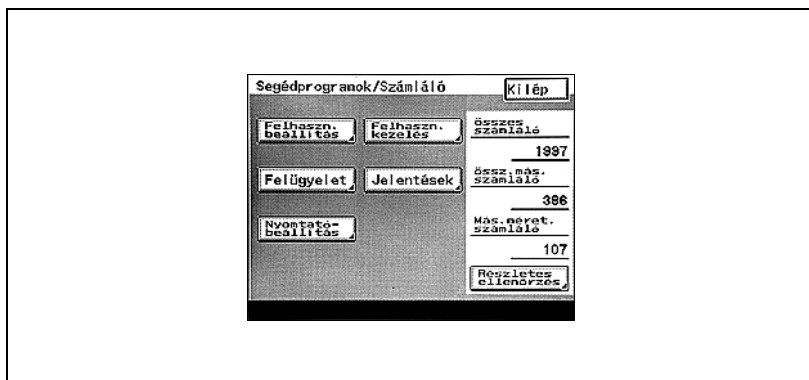 Segédprogramok/Számláló
Kilép
Felhaszn.
beállítás
Felhaszn.
kezelés
Felügyelet
Jelentések
Nyomtató-
beállítás
összes
számláló
1997
össz.más.
számláló
386
Más.méret.
számláló
107
Részletes
ellenőrzés